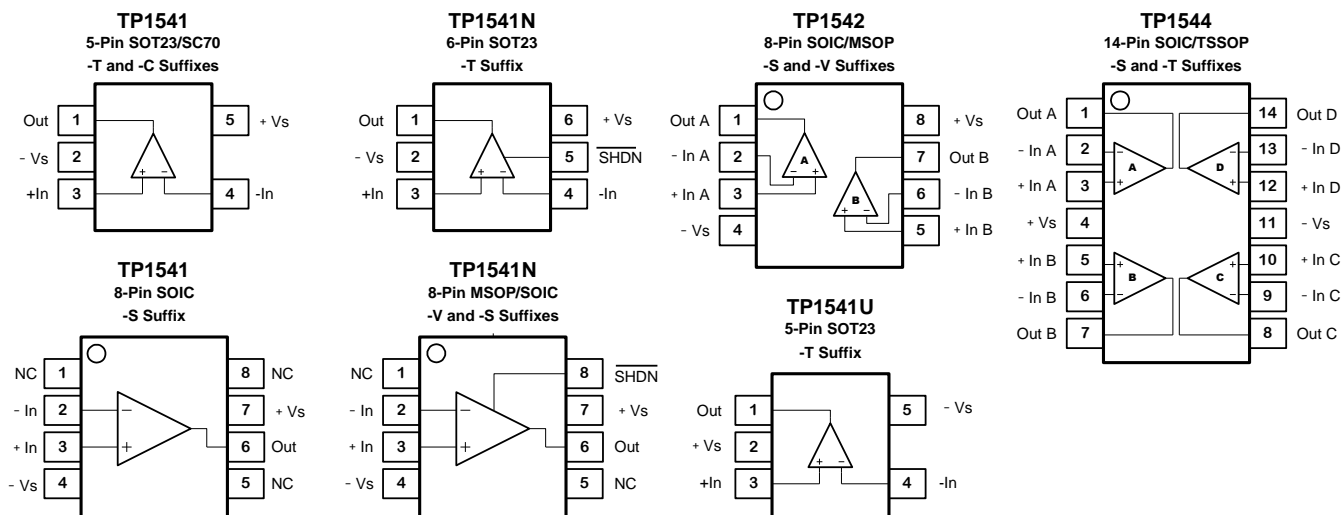 TP1541
5-Pin SOT23/SC70
-T and -C Suffixes
Out 1
- Vs 2
+In 3
5 + Vs
4 -In
+ -
TP1541N
6-Pin SOT23
-T Suffix
Out 1
- Vs 2
+In 3
6 + Vs
5 SHDN
4 -In
+ -
TP1542
8-Pin SOIC/MSOP
-S and -V Suffixes
Out A 1
- In A 2
+ In A 3
- Vs 4
8 + Vs
7 Out B
6 - In B
5 + In B
A
- +
B
+ -
TP1544
14-Pin SOIC/TSSOP
-S and -T Suffixes
Out A 1
- In A 2
+ In A 3
+ Vs 4
+ In B 5
- In B 6
Out B 7
14 Out D
13 - In D
12 + In D
11 - Vs
10 + In C
9 - In C
8 Out C
- A +
- D +
+ B -
+ C -
TP1541
8-Pin SOIC
-S Suffix
NC 1
- In 2
+ In 3
- Vs 4
8 NC
7 + Vs
6 Out
5 NC
-
+
TP1541N
8-Pin MSOP/SOIC
-V and -S Suffixes
NC 1
- In 2
+ In 3
- Vs 4
8 SHDN
7 + Vs
6 Out
5 NC
-
+
TP1541U
5-Pin SOT23
-T Suffix
Out 1
+ Vs 2
+In 3
5 - Vs
4 -In
+ -